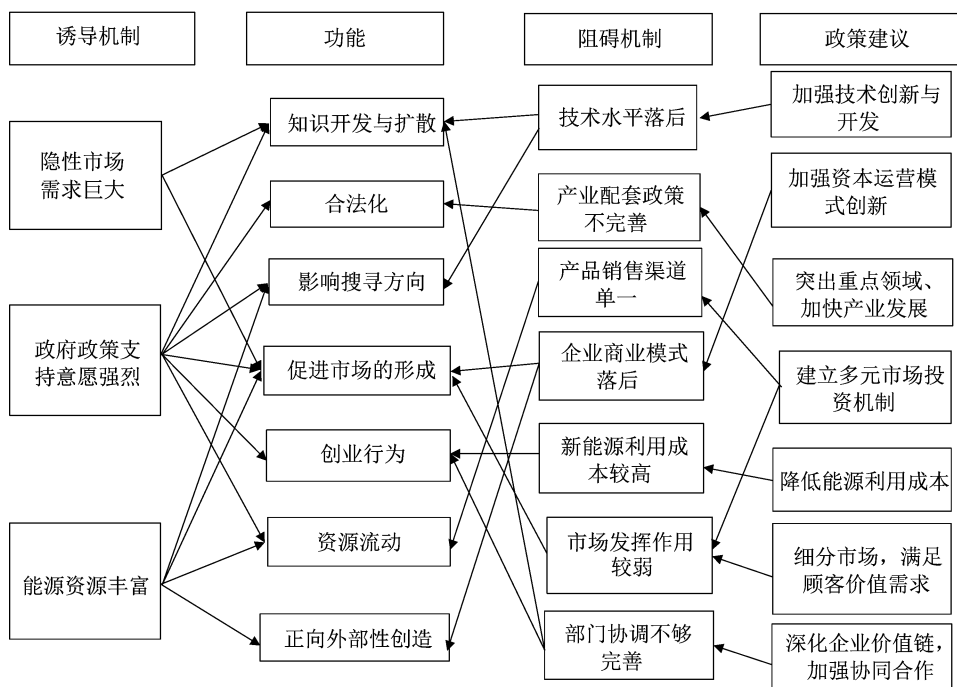 诱导机制
功能
阻碍机制
政策建议
隐性市场
需求巨大
政府政策支
持意愿强烈
能源资源丰富
知识开发与扩散
合法化
影响搜寻方向
促进市场的形成
创业行为
资源流动
正向外部性创造
技术水平落后
产业配套政策
不完善
产品销售渠道
单一
企业商业模式
落后
新能源利用成
本较高
市场发挥作用
较弱
部门协调不够
完善
加强技术创新与
开发
加强资本运营模
式创新
突出重点领域、
加快产业发展
建立多元市场投
资机制
降低能源利用成本
细分市场，满足
顾客价值需求
深化企业价值链，
加强协同合作